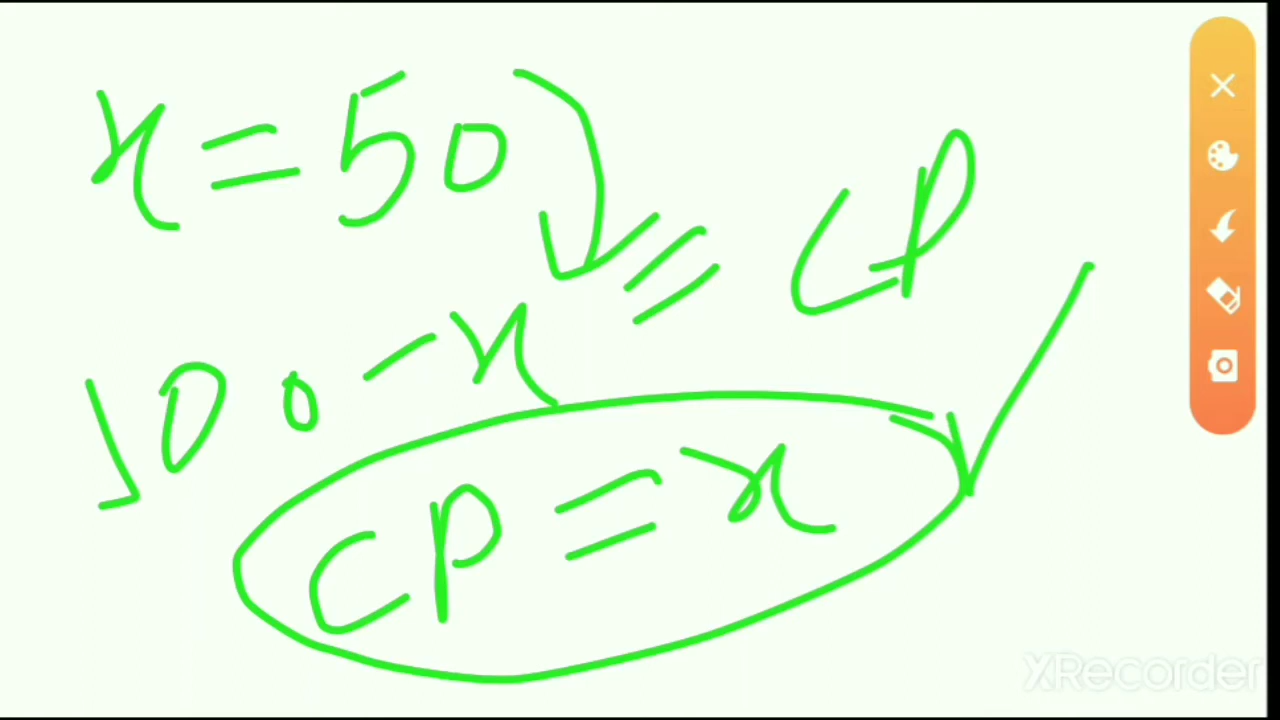 x = 50 = CP
100 - x
CP = x
XRecorder